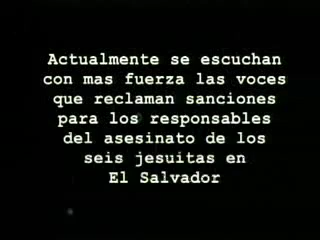 Actualmente se escuchan
con mas fuerza las voces
que reclaman sanciones
para los responsables
del asesinato de los
seis jesuitas en
El Salvador